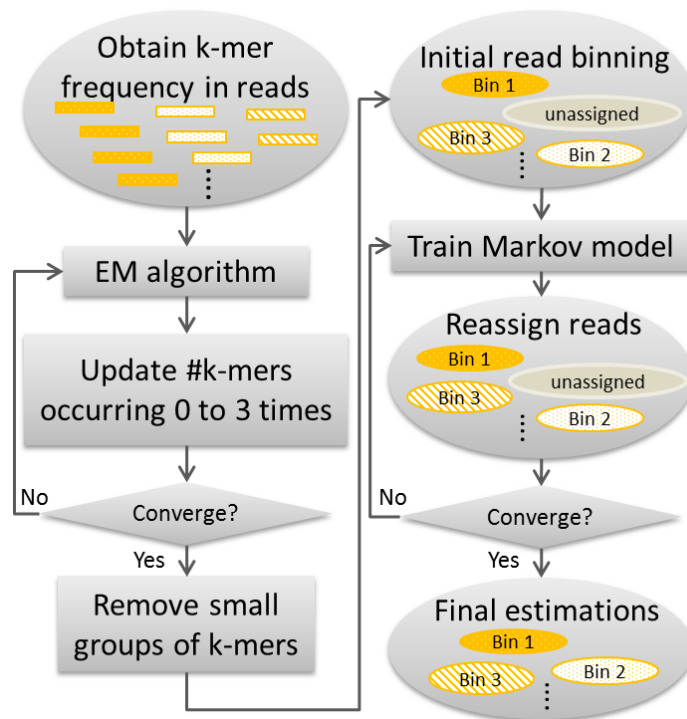 Obtain k-mer
frequency in reads
EM algorithm
Update #k-mers
occurring 0 to 3 times
No
Converge?
Yes
Remove small
groups of k-mers
Initial read binning
Bin 1
unassigned
Bin 3
Bin 2
Train Markov model
Reassign reads
Bin 1
unassigned
Bin 3
Bin 2
No
Converge?
Yes
Final estimations
Bin 1
Bin 3
Bin 2